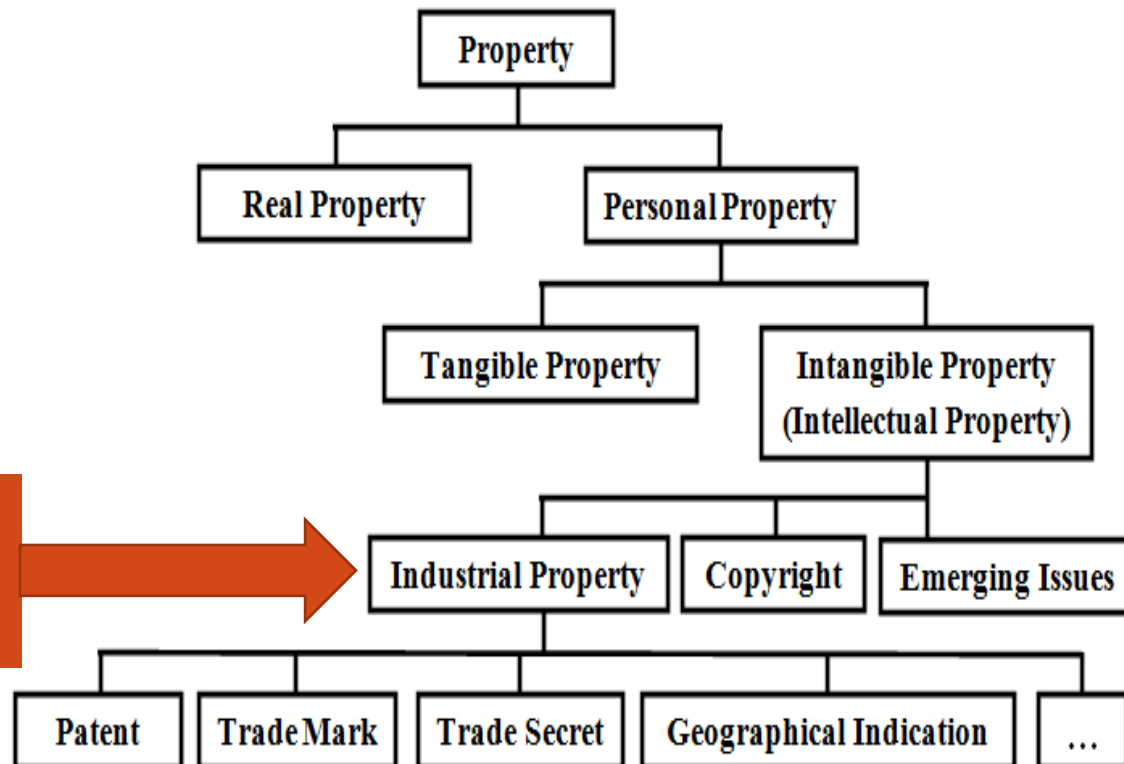 Property
Real Property
Personal Property
Tangible Property
Intangible Property
(Intellectual Property)
Industrial Property
Copyright
Emerging Issues
Patent
Trade Mark
Trade Secret
Geographical Indication
...